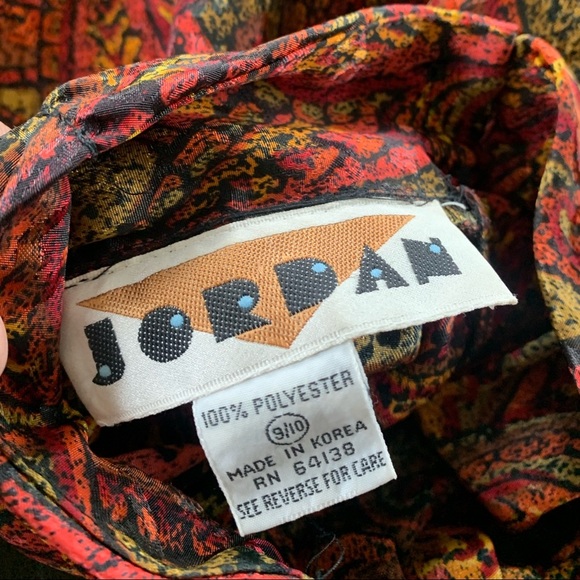 JORDAN
100% POLYESTER
9/10
MADE IN KOREA
RN 64138
SEE REVERSE FOR CARE